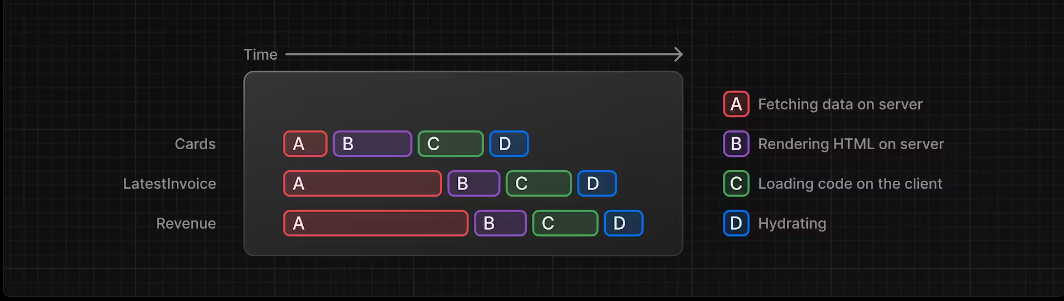 Time
A Fetching data on server
Cards A B C D
B Rendering HTML on server
LatestInvoice A B C D
C Loading code on the client
Revenue A B C D
D Hydrating